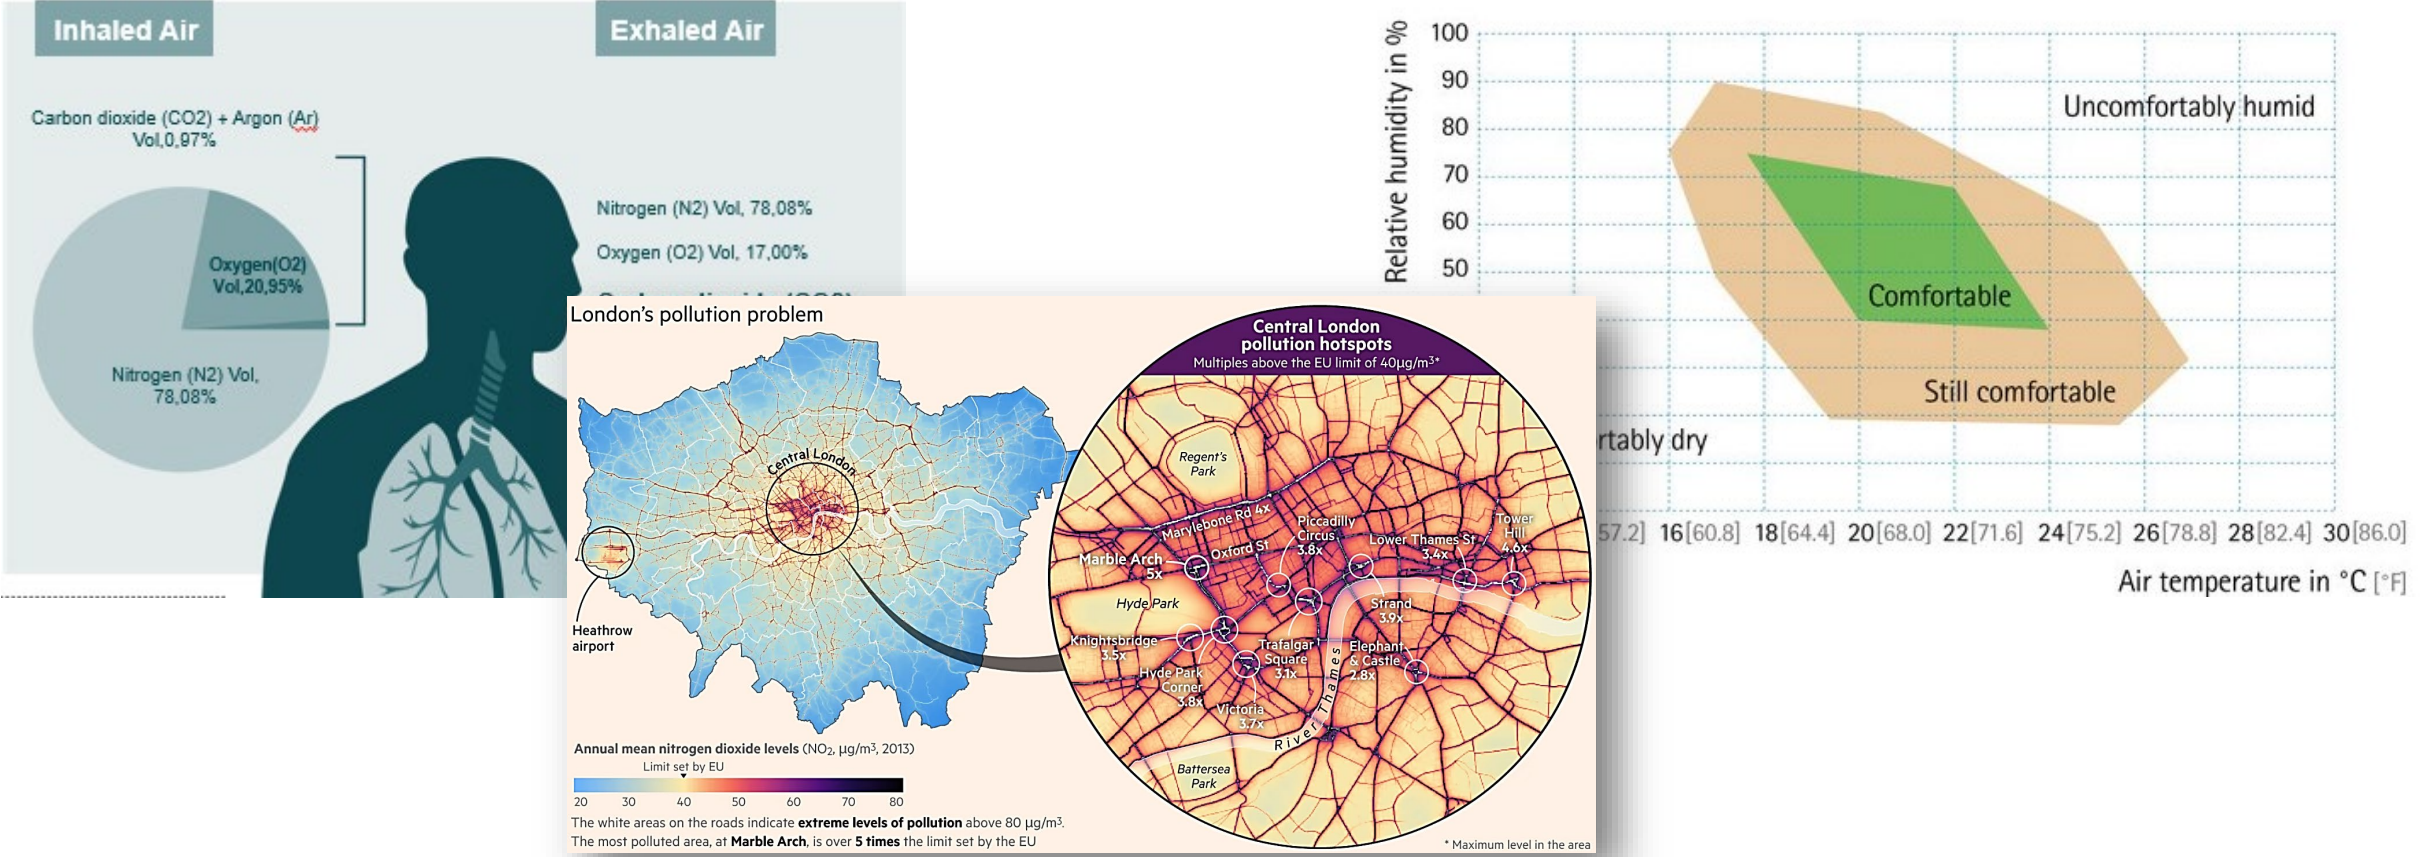 Inhaled Air
Exhaled Air
Carbon dioxide (CO2) + Argon (Ar)
Vol,0,97%
Oxygen(O2)
Vol,20,95%
Nitrogen (N2) Vol,
78,08%
Nitrogen (N2) Vol, 78,08%
Oxygen (O2) Vol, 17,00%
London's pollution problem
Central London
Heathrow
airport
Annual mean nitrogen dioxide levels (NO₂, µg/m³, 2013)
Limit set by EU
20 30 40 50 60 70 80
The white areas on the roads indicate extreme levels of pollution above 80 µg/m³.
The most polluted area, at Marble Arch, is over 5 times the limit set by the EU
Central London
pollution hotspots
Multiples above the EU limit of 40µg/m³*
Regent's
Park
Marylebone Rd 4x
Oxford St
Piccadilly
Circus
3.8x
Lower Thames St
3.4x
Tower
Hill
4.6x
Marble Arch
5x
Hyde Park
Strand
3.9x
Knightsbridge
3.5x
Trafalgar
Square
3.1x
Elephant
& Castle
2.8x
Hyde Park
Corner
3.8x
Victoria
3.7x
River Thames
Battersea
Park
* Maximum level in the area
Relative humidity in %
100
90
80
70
60
50
Uncomfortably humid
Comfortable
Still comfortable
rtably dry
57.2] 16[60.8] 18[64.4] 20[68.0] 22[71.6] 24[75.2] 26[78.8] 28[82.4] 30[86.0]
Air temperature in °C [°F]